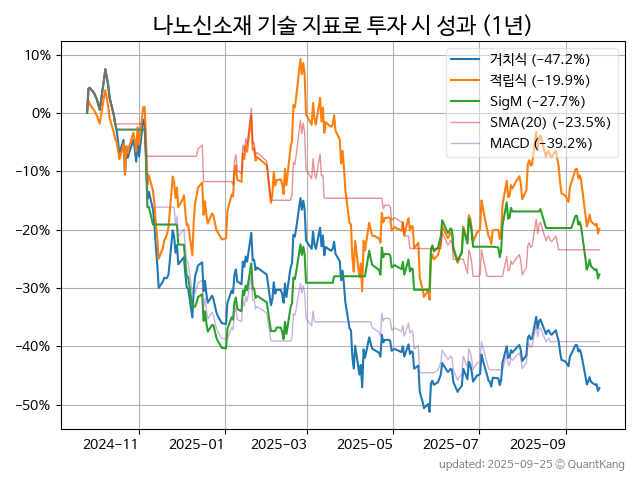 나노신소재 기술 지표로 투자 시 성과 (1년)
10%
0%
−10%
−20%
−30%
−40%
−50%
거치식 (−47.2%)
적립식 (−19.9%)
SigM (−27.7%)
SMA(20) (−23.5%)
MACD (−39.2%)
2024−11
2025−01
2025−03
2025−05
2025−07
2025−09
updated: 2025−09−25 © QuantKang